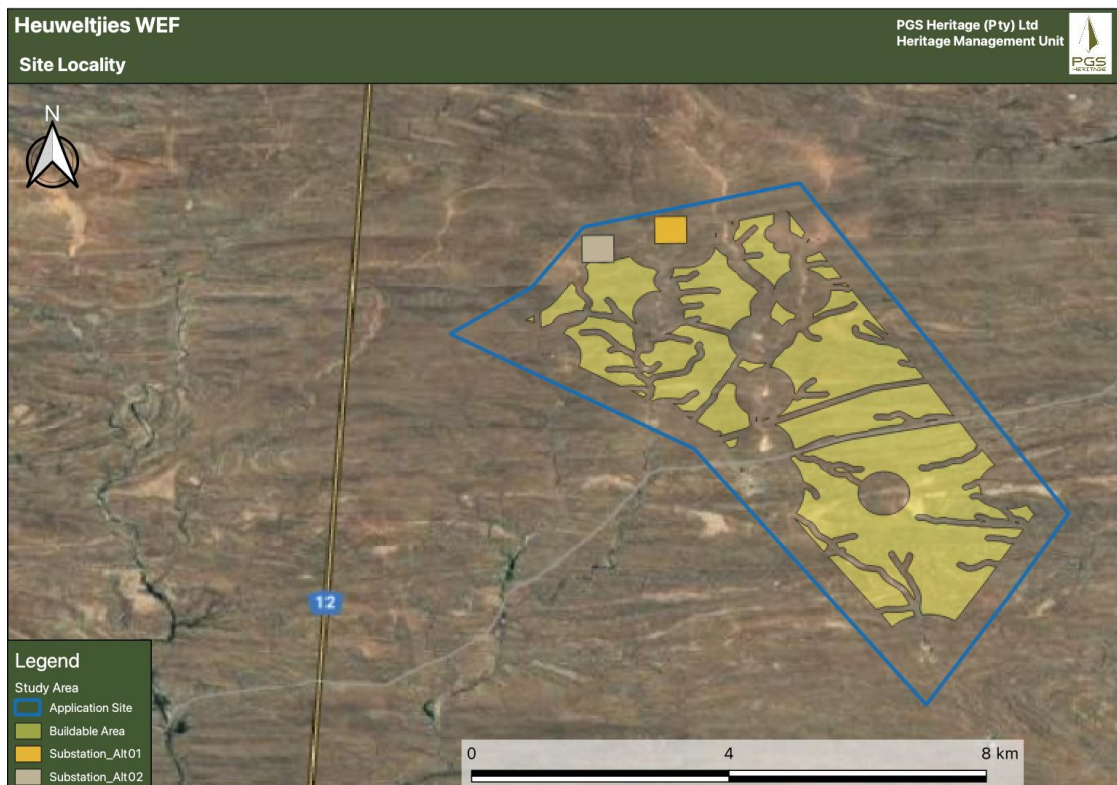 Heuweltjies WEF
Site Locality
PGS Heritage (Pty) Ltd
Heritage Management Unit
PGS
HERITAGE
N
12
Legend
Study Area
Application Site
Buildable Area
Substation_Alt01
Substation_Alt02
0 4 8 km